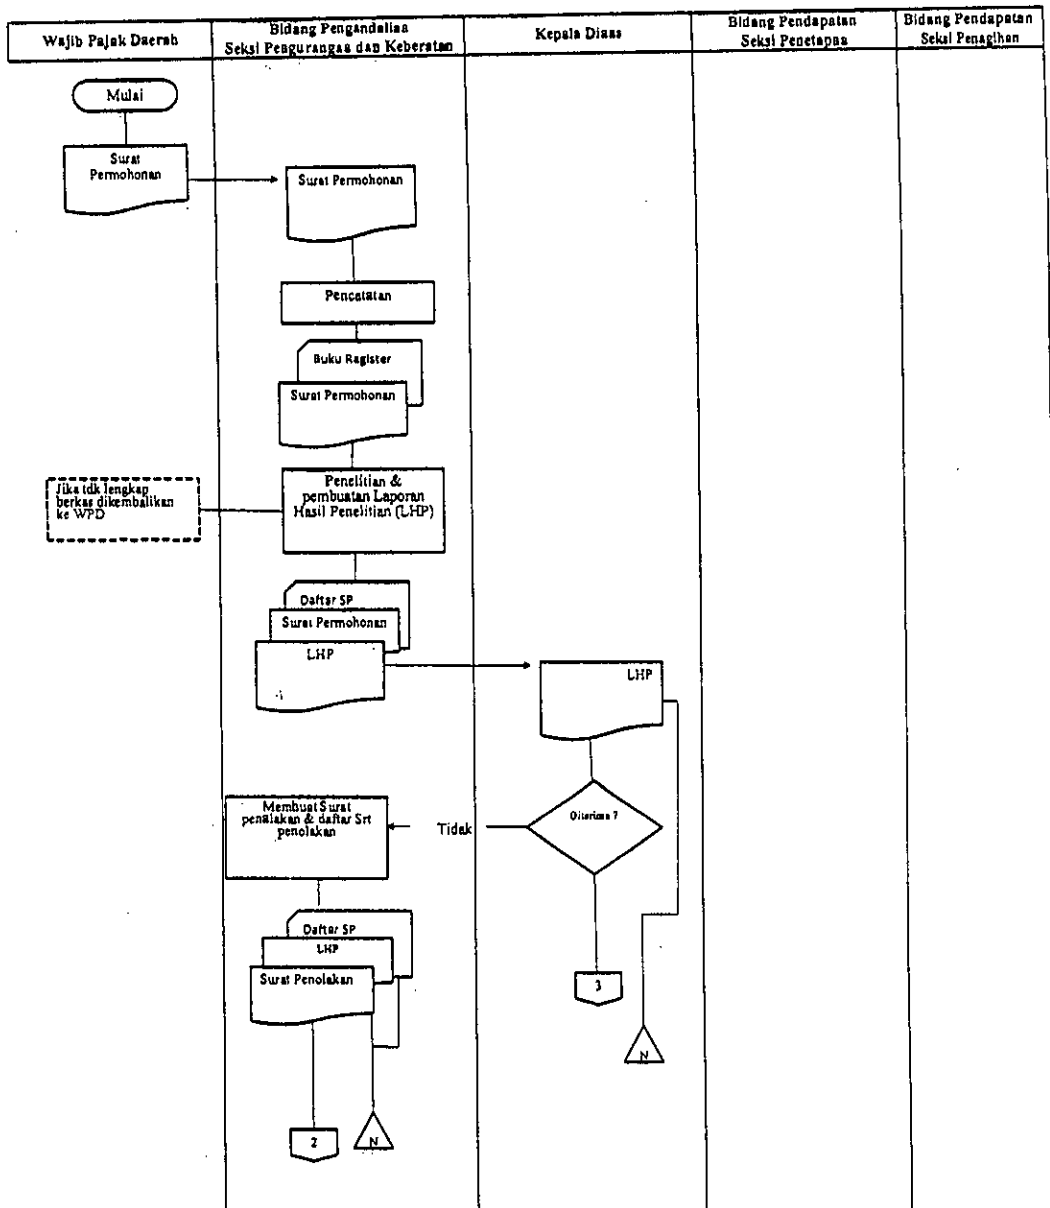 Wajib Pajak Daerah
Bidang Pengandalian
Seksi Pengurangan dan Keberatan
Kepala Dinas
Bidang Pendapatan
Seksi Penetapan
Bidang Pendapatan
Seksi Penagihan
Mulai
Surat
Permohonan
Surat Permohonan
Pencatatan
Buku Ragister
Surat Permohonan
Jika tdk lengkap
berkas dikembalikan
ke WPD
Penelitian &
pembuatan Laporan
Hasil Penelitian (LHP)
Daftar SP
Surat Permohonan
LHP
LHP
Membuat Surat
penolakan & daftar Srt
penolakan
Tidak
Diterima ?
Daftar SP
LHP
Surat Penolakan
3
N
2
N